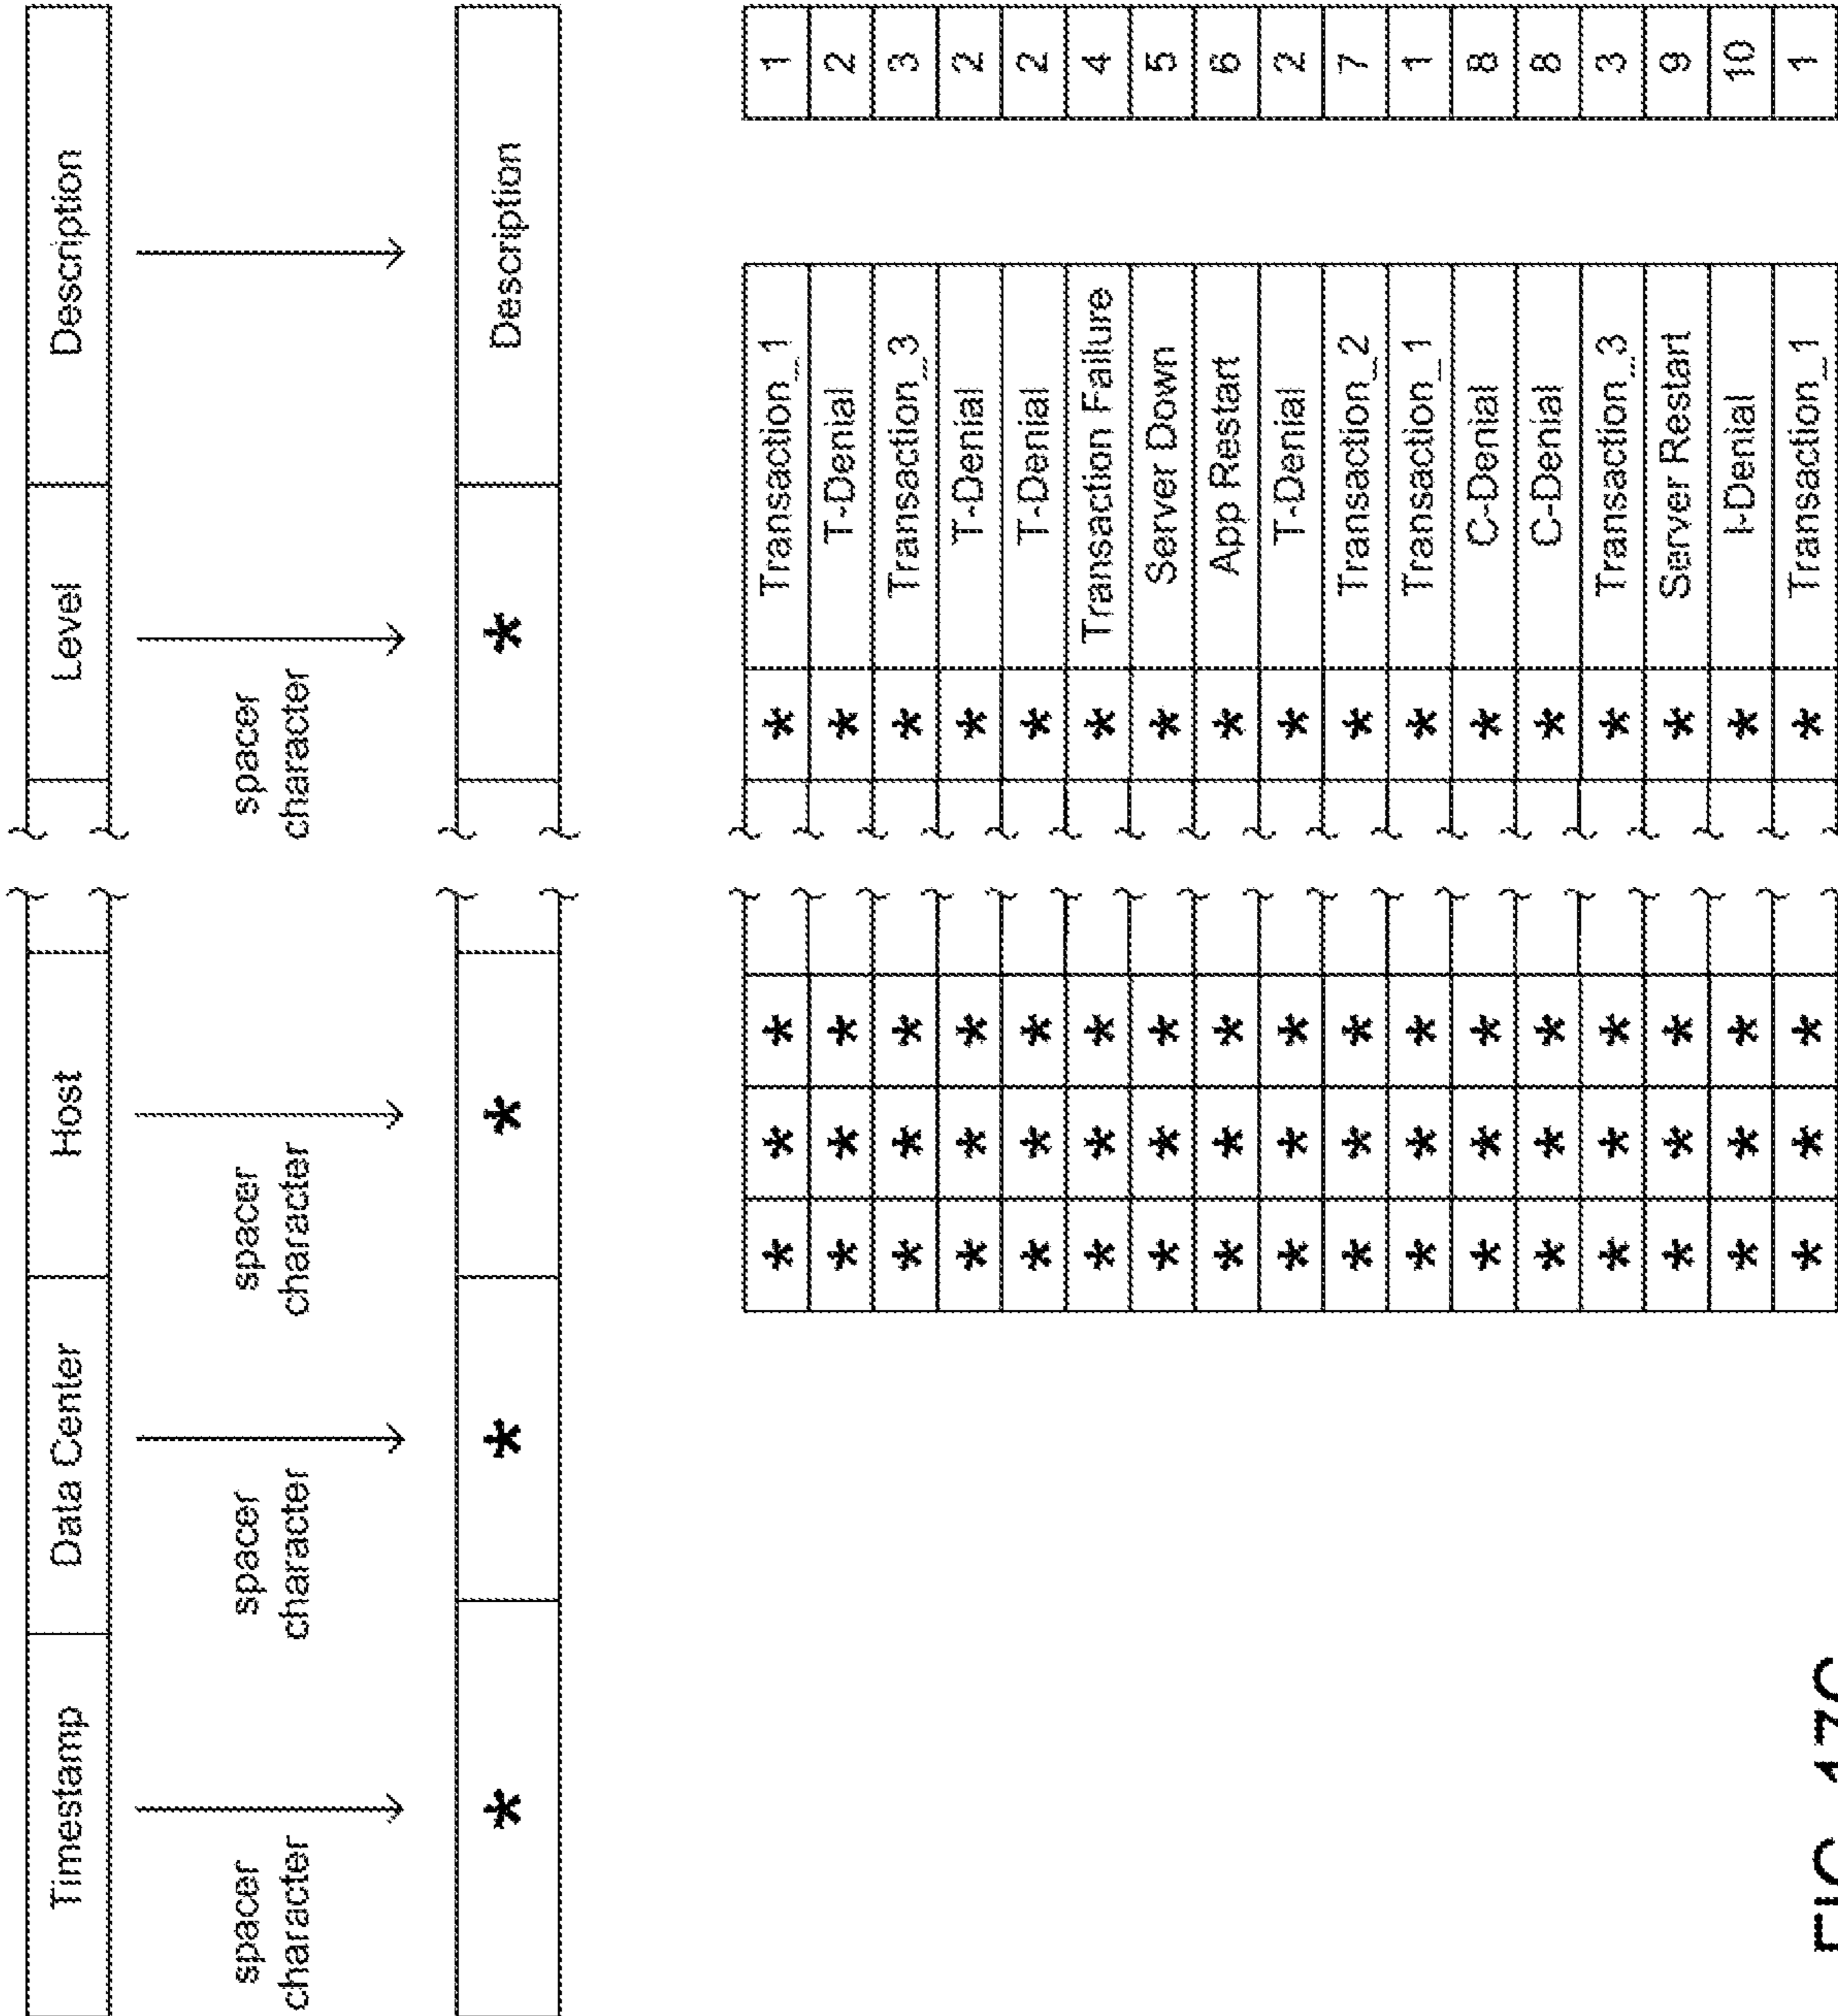 Timestamp Data Center Host Level Description
spacer character spacer character spacer character spacer character
* * * * Description
* * * * Transaction_1 1
* * * * T-Denial 2
* * * * Transaction_3 3
* * * * T-Denial 2
* * * * T-Denial 2
* * * * Transaction Failure 4
* * * * Server Down 5
* * * * App Restart 6
* * * * T-Denial 2
* * * * Transaction_2 7
* * * * Transaction_1 1
* * * * C-Denial 8
* * * * C-Denial 8
* * * * Transaction_3 3
* * * * Server Restart 9
* * * * I-Denial 10
* * * * Transaction_1 1